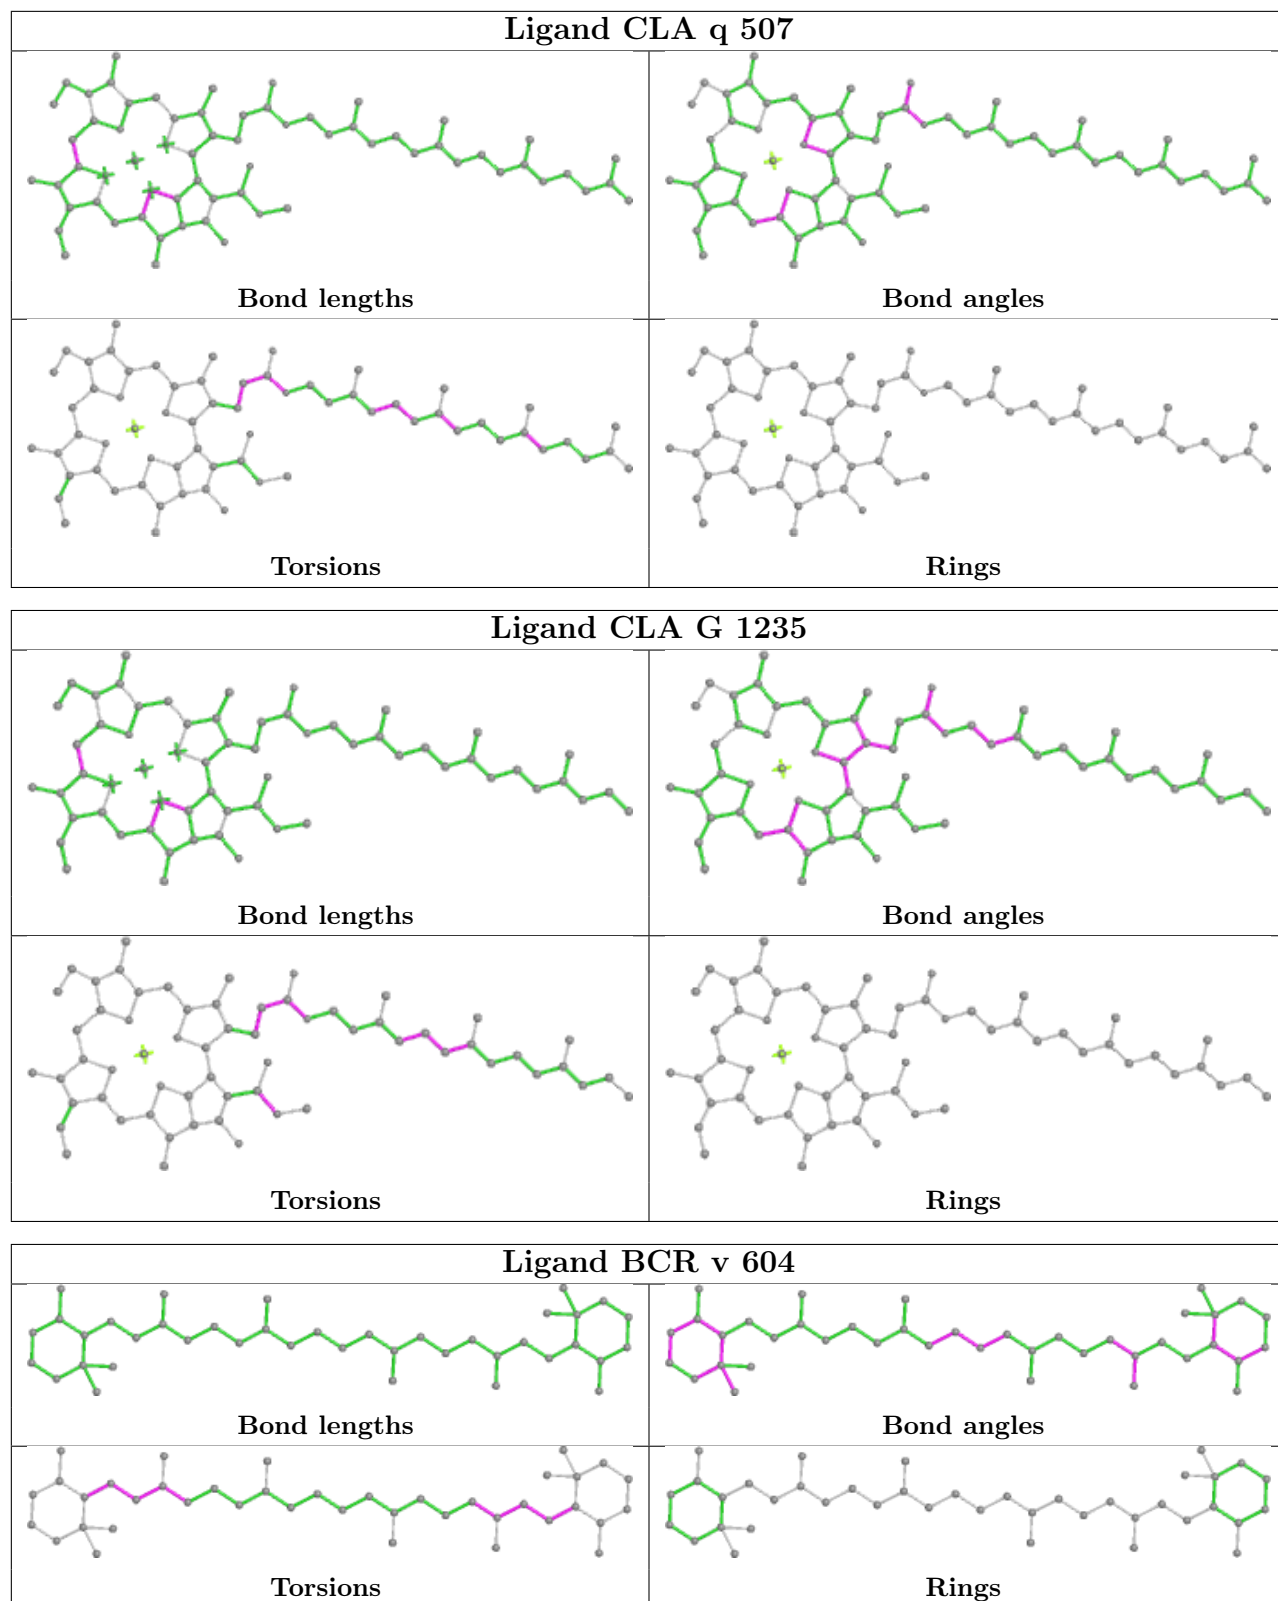 Ligand CLA q 507
Bond lengths
Bond angles
Torsions
Rings
Ligand CLA G 1235
Bond lengths
Bond angles
Torsions
Rings
Ligand BCR v 604
Bond lengths
Bond angles
Torsions
Rings